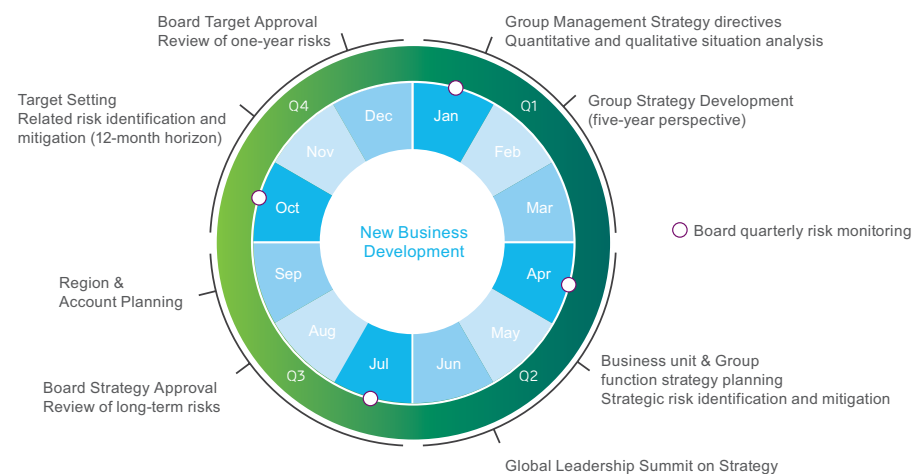 Board Target Approval
Review of one-year risks
Group Management Strategy directives
Quantitative and qualitative situation analysis
Target Setting
Related risk identification and
mitigation (12-month horizon)
Group Strategy Development
(five-year perspective)
Q4
Q1
Dec
Jan
Nov
Feb
Oct
Mar
New Business
Development
Board quarterly risk monitoring
Sep
Apr
Region &
Account Planning
Aug
May
Jul
Jun
Q3
Q2
Board Strategy Approval
Review of long-term risks
Business unit & Group
function strategy planning
Strategic risk identification and mitigation
Global Leadership Summit on Strategy